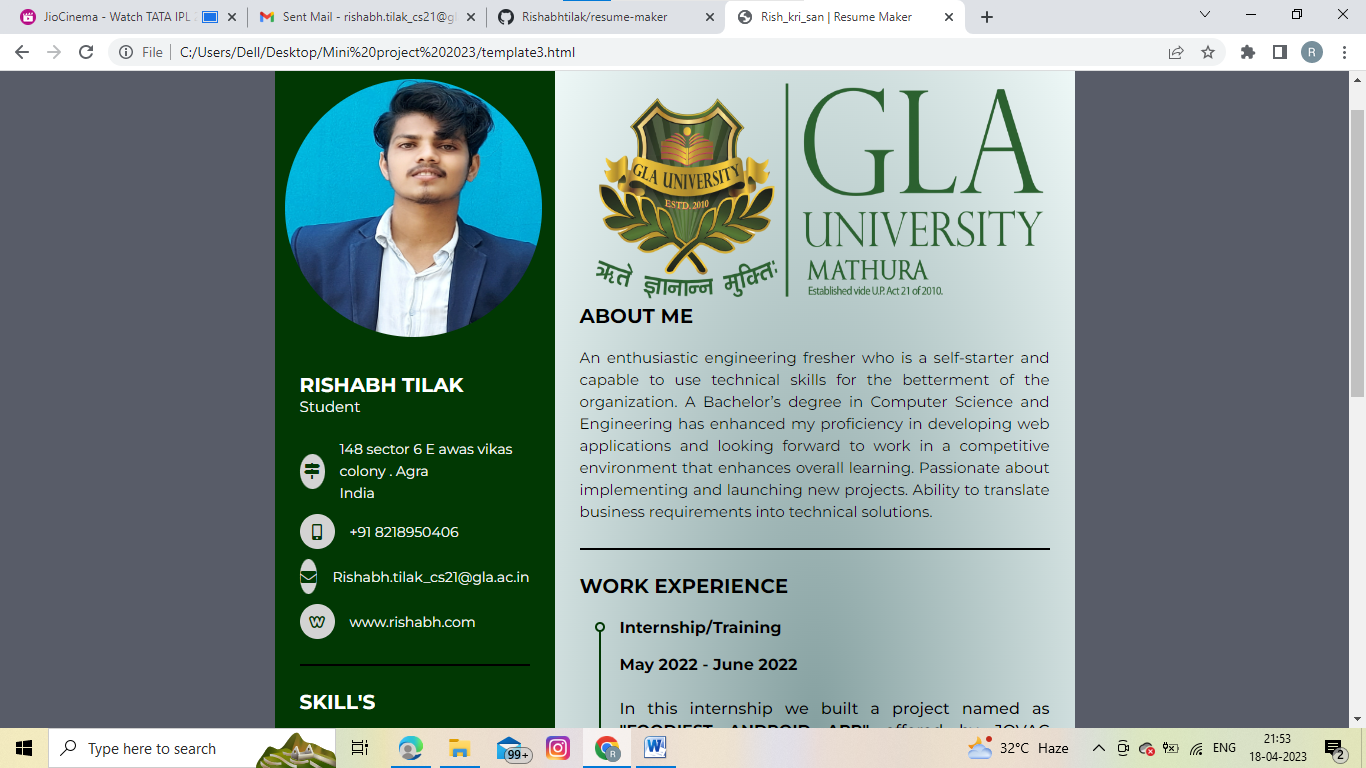 JioCinema - Watch TATA IPL
Sent Mail - rishabh.tilak_cs21@g
Rishabhtilak/resume-maker
Rish_kri_san | Resume Maker
File
C:/Users/Dell/Desktop/Mini%20project%202023/template3.html
R
RISHABH TILAK
Student
148 sector 6 E awas vikas
colony . Agra
India
+91 8218950406
Rishabh.tilak_cs21@gla.ac.in
www.rishabh.com
SKILL'S
GLA UNIVERSITY
ESTD. 2010
ऋते ज्ञानान्न मुक्तिः
GLA
UNIVERSITY
MATHURA
Established vide U.P. Act 21 of 2010.
ABOUT ME
An enthusiastic engineering fresher who is a self-starter and
capable to use technical skills for the betterment of the
organization. A Bachelor’s degree in Computer Science and
Engineering has enhanced my proficiency in developing web
applications and looking forward to work in a competitive
environment that enhances overall learning. Passionate about
implementing and launching new projects. Ability to translate
business requirements into technical solutions.
WORK EXPERIENCE
Internship/Training
May 2022 - June 2022
In this internship we built a project named as
"FOODIEST ANDROID APP" offered by JOVAC
Type here to search
99+
R
W
32°C Haze
ENG
21:53
18-04-2023
2